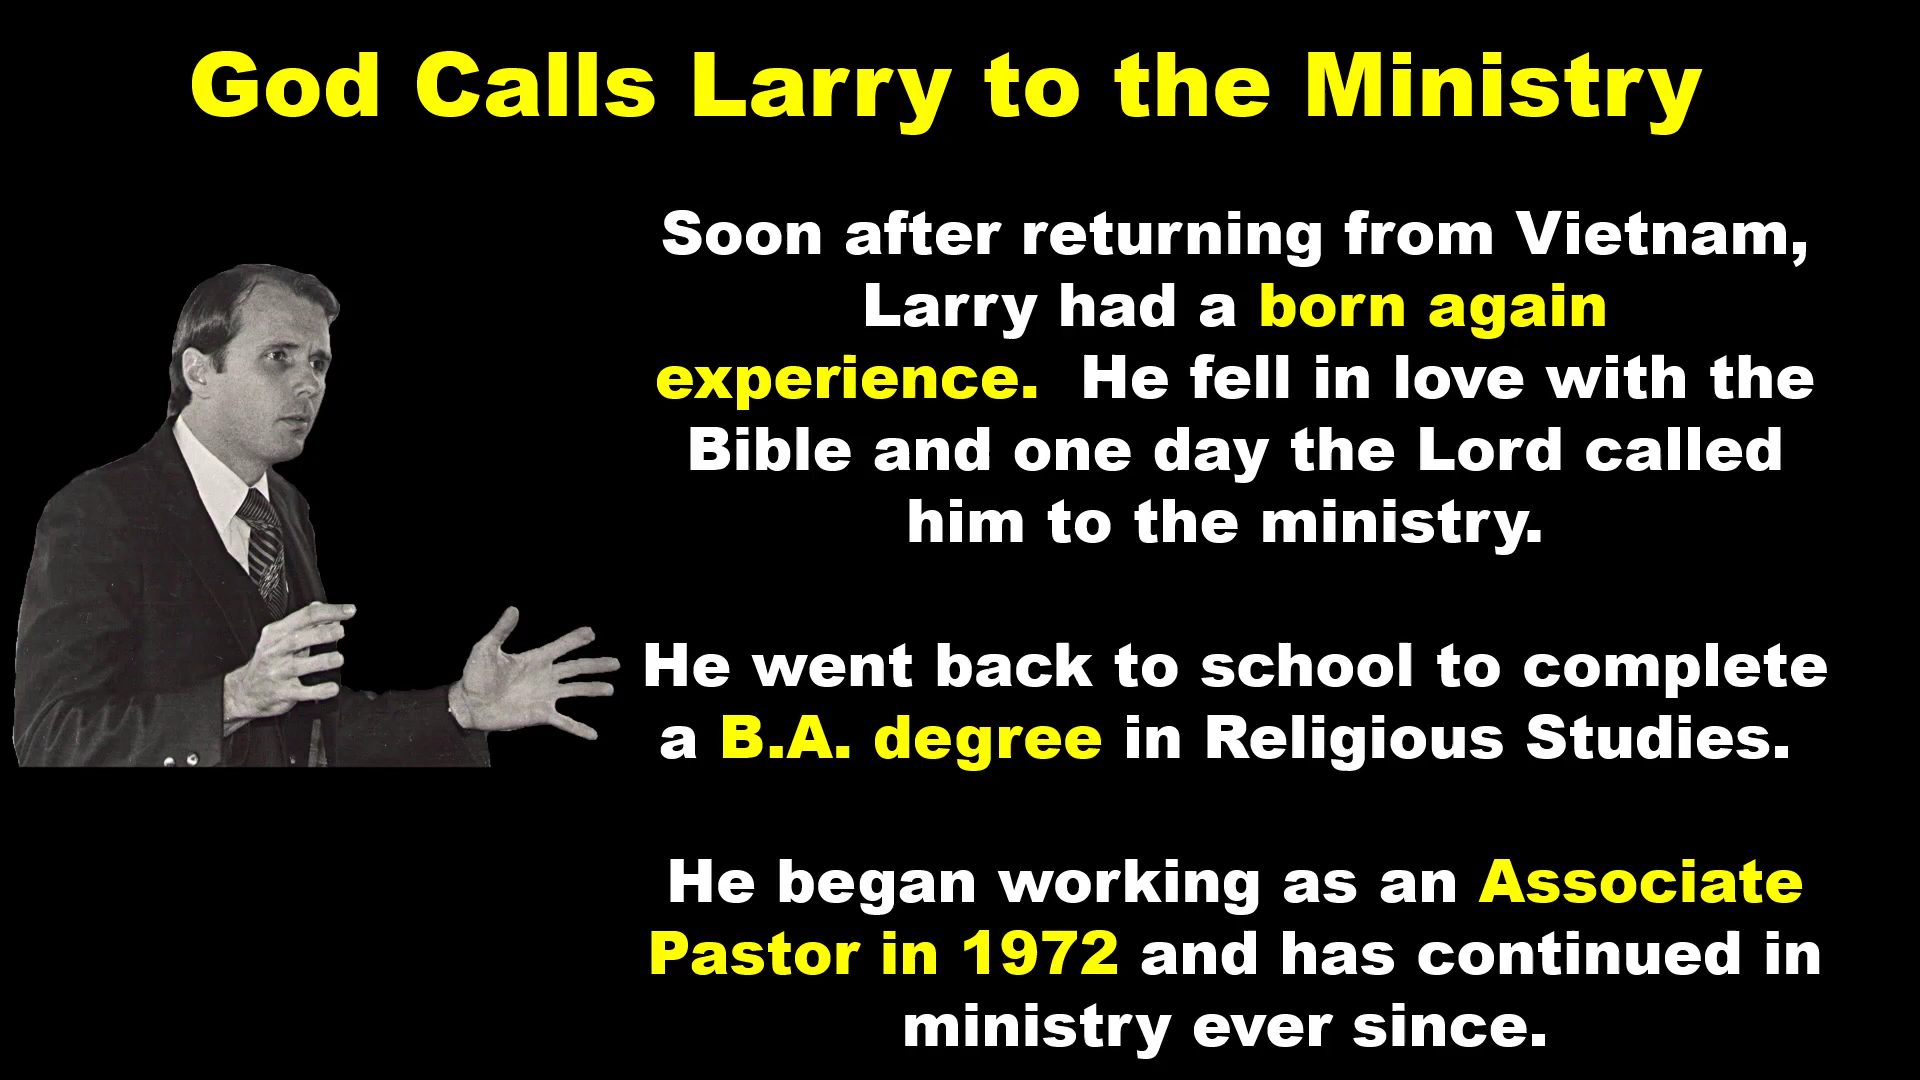 God Calls Larry to the Ministry
Soon after returning from Vietnam,
Larry had a born again
experience.  He fell in love with the
Bible and one day the Lord called
him to the ministry.
He went back to school to complete
a B.A. degree in Religious Studies.
He began working as an Associate
Pastor in 1972 and has continued in
ministry ever since.